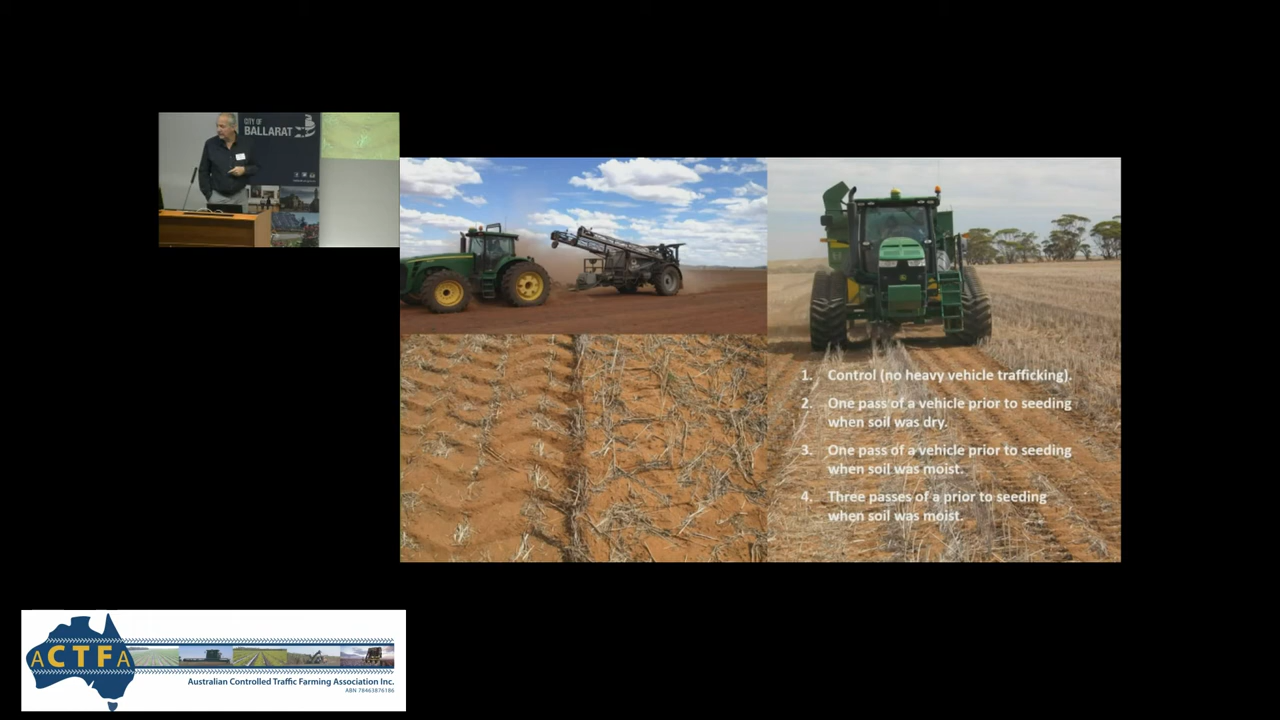 CITY OF
BALLARAT
1. Control (no heavy vehicle trafficking).
2. One pass of a vehicle prior to seeding
when soil was dry.
3. One pass of a vehicle prior to seeding
when soil was moist.
4. Three passes of a prior to seeding
when soil was moist.
ACTFA
Australian Controlled Traffic Farming Association Inc.
ABN 78463876186